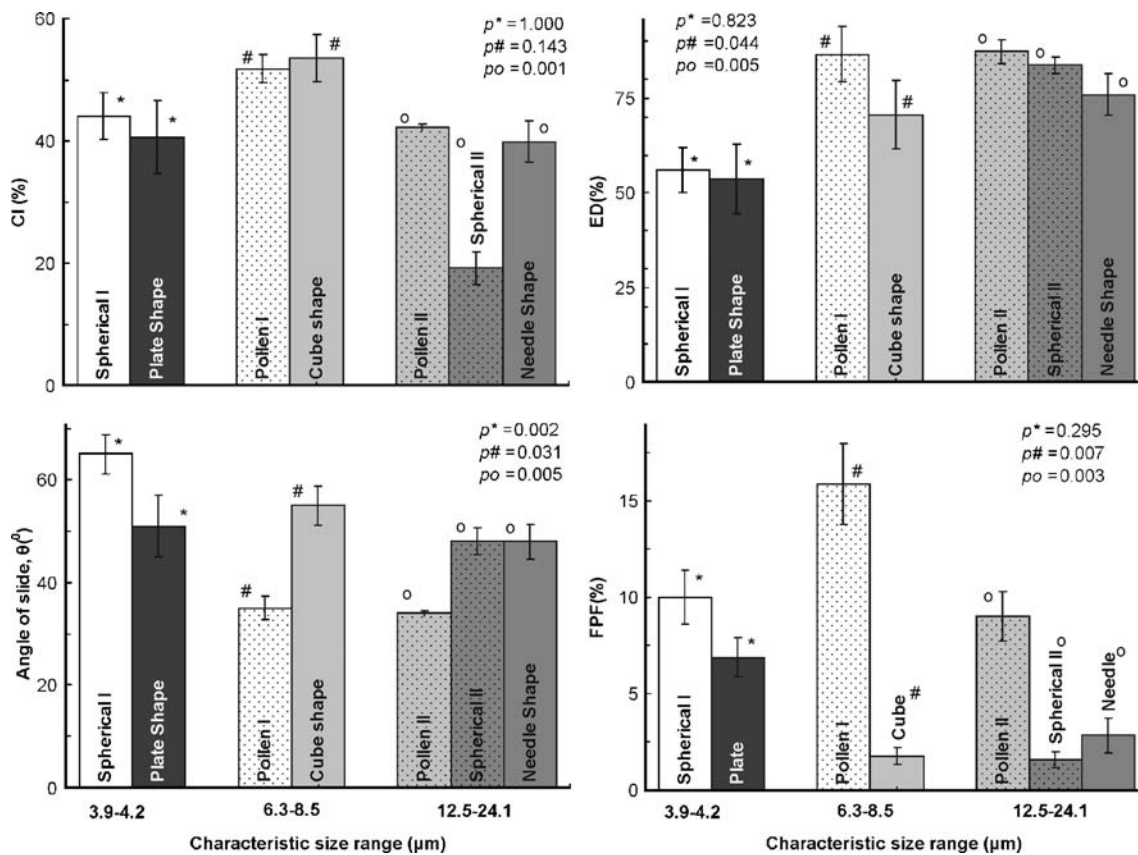 60
40
20
0
CI (%)
p* =1.000
p# =0.143
po =0.001
*
*
#
#
o
o
o
Spherical I
Plate Shape
Pollen I
Cube shape
Pollen II
Spherical II
Needle Shape
75
50
25
0
ED(%)
p* =0.823
p# =0.044
po =0.005
*
*
#
#
o
o
o
Spherical I
Plate Shape
Pollen I
Cube shape
Pollen II
Spherical II
Needle Shape
60
40
20
0
Angle of slide, θ(⁰)
p* =0.002
p# =0.031
po =0.005
*
*
#
#
o
o
o
Spherical I
Plate Shape
Pollen I
Cube shape
Pollen II
Spherical II
Needle Shape
3.9-4.2 6.3-8.5 12.5-24.1
Characteristic size range (µm)
15
10
5
0
FPF(%)
p* =0.295
p# =0.007
po =0.003
*
*
#
#
o
o
o
Spherical I
Plate
Pollen I
Cube
Pollen II
Spherical II
Needle
3.9-4.2 6.3-8.5 12.5-24.1
Characteristic size range (µm)